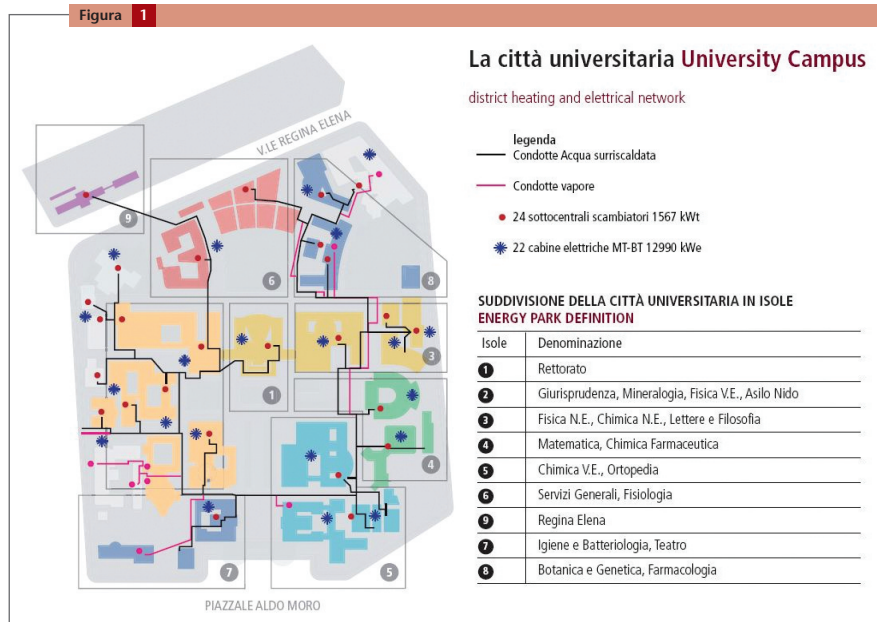 Figura 1
La città universitaria University Campus
district heating and elettrical network
V.LE REGINA ELENA
legenda
Condotte Acqua surriscaldata
Condotte vapore
24 sottocentrali scambiatori 1567 kWt
22 cabine elettriche MT-BT 12990 kWe
9
6
8
3
1
4
7
5
PIAZZALE ALDO MORO
SUDDIVISIONE DELLA CITTÀ UNIVERSITARIA IN ISOLE
ENERGY PARK DEFINITION
Isole Denominazione
1 Rettorato
2 Giurisprudenza, Mineralogia, Fisica V.E., Asilo Nido
3 Fisica N.E., Chimica N.E., Lettere e Filosofia
4 Matematica, Chimica Farmaceutica
5 Chimica V.E., Ortopedia
6 Servizi Generali, Fisiologia
9 Regina Elena
7 Igiene e Batteriologia, Teatro
8 Botanica e Genetica, Farmacologia